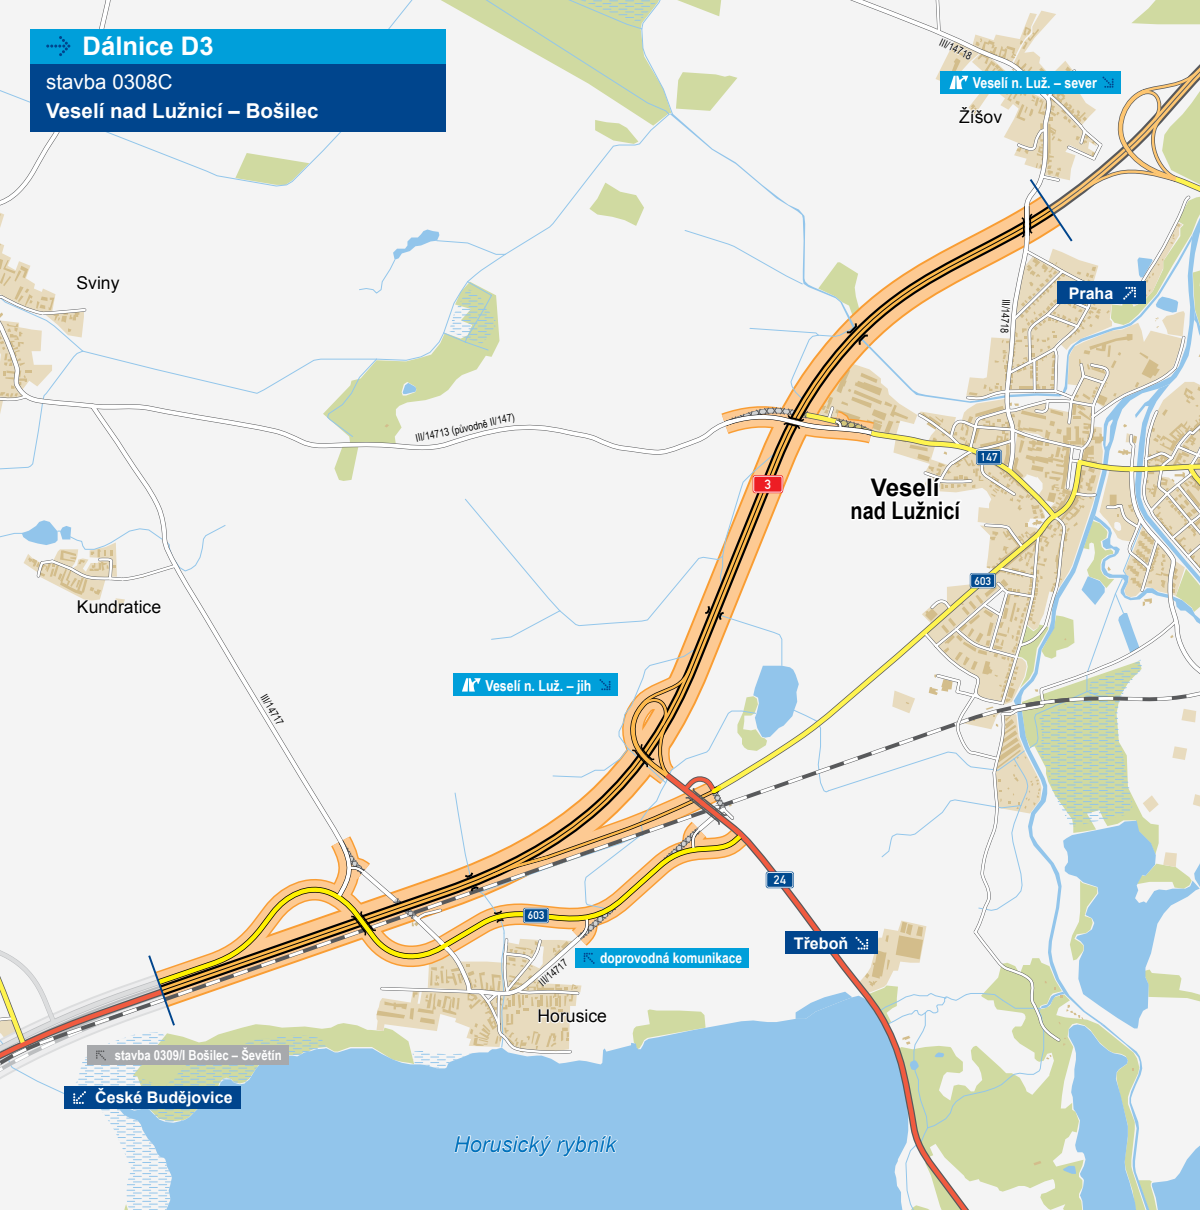 Dálnice D3
stavba 0308C
Veselí nad Lužnicí – Bošilec
III/14718
Veselí n. Luž. – sever
Žíšov
Sviny
Praha
III/14718
III/14713 (původně II/147)
147
3
Veselí
nad Lužnicí
603
Kundratice
Veselí n. Luž. – jih
III/14717
24
603
Třeboň
doprovodná komunikace
III/14717
Horusice
stavba 0309/I Bošilec – Ševětín
České Budějovice
Horusický rybník